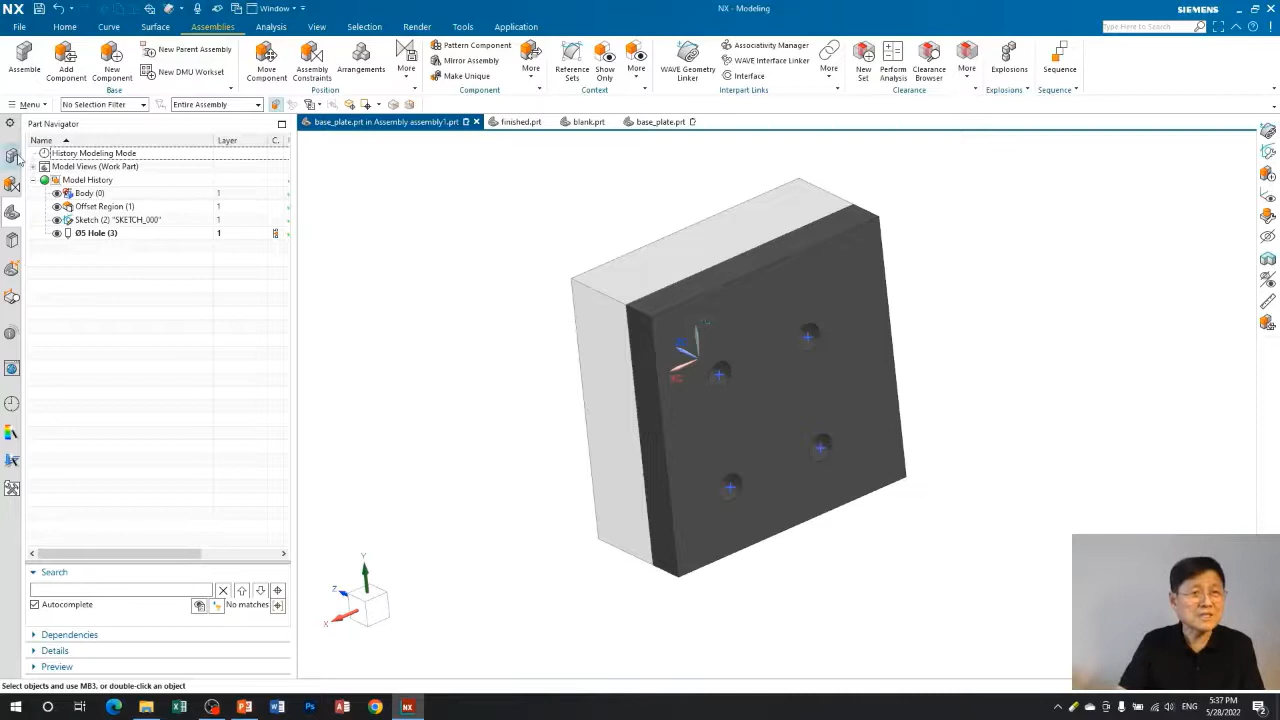 NX
Window
NX - Modeling
SIEMENS
File
Home
Curve
Surface
Assemblies
Analysis
View
Selection
Render
Tools
Application
Type Here to Search
Assemble
Add Component
New Component
New Parent Assembly
New DMU Workset
Base
Move Component
Assembly Constraints
Arrangements
More
Position
Pattern Component
Mirror Assembly
Make Unique
More
Component
Reference Sets
Show Only
More
Context
WAVE Geometry Linker
Associativity Manager
WAVE Interface Linker
Interface
More
Interpart Links
New Set
Perform Analysis
Clearance Browser
More
Clearance
Explosions
Explosions
Sequence
Sequence
Menu
No Selection Filter
Entire Assembly
Part Navigator
base_plate.prt in Assembly assembly1.prt
finished.prt
blank.prt
base_plate.prt
Name
Layer
C.
History Modeling Mode
Model Views (Work Part)
Model History
Body (0)
1
Offset Region (1)
1
Sketch (2) "SKETCH_000"
1
Ø5 Hole (3)
1
Y
Z
X
Search
Autocomplete
No matches
Dependencies
Details
Preview
Select objects and use MB3, or double-click an object
ENG
5:37 PM
5/28/2022